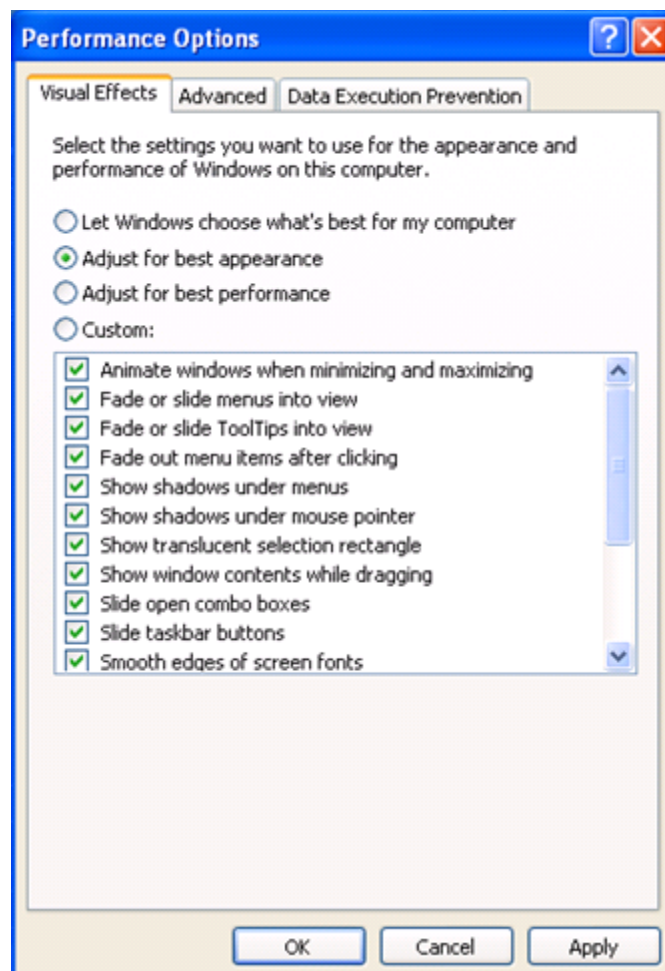 Performance Options
?
Visual Effects Advanced Data Execution Prevention
Select the settings you want to use for the appearance and
performance of Windows on this computer.
Let Windows choose what's best for my computer
Adjust for best appearance
Adjust for best performance
Custom:
Animate windows when minimizing and maximizing
Fade or slide menus into view
Fade or slide ToolTips into view
Fade out menu items after clicking
Show shadows under menus
Show shadows under mouse pointer
Show translucent selection rectangle
Show window contents while dragging
Slide open combo boxes
Slide taskbar buttons
Smooth edges of screen fonts
OK Cancel Apply